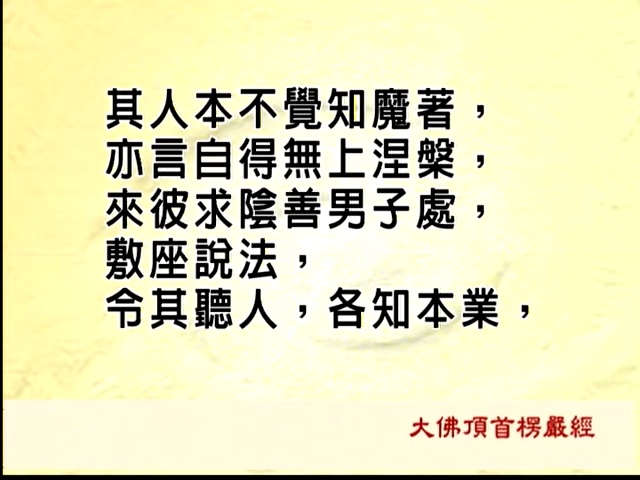 其人本不覺知魔著，
亦言自得無上涅槃，
來彼求陰善男子處，
敷座說法，
令其聽人，各知本業，
大佛頂首楞嚴經